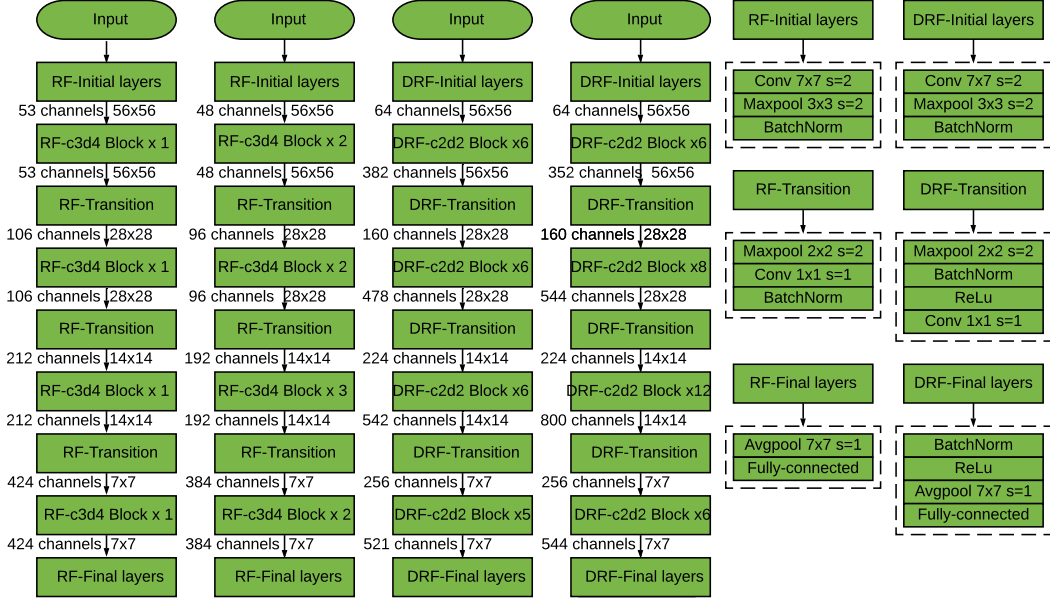 Input
RF-Initial layers
53 channels 56x56
RF-c3d4 Block x 1
53 channels 56x56
RF-Transition
106 channels 28x28
RF-c3d4 Block x 1
106 channels 28x28
RF-Transition
212 channels 14x14
RF-c3d4 Block x 1
212 channels 14x14
RF-Transition
424 channels 7x7
RF-c3d4 Block x 1
424 channels 7x7
RF-Final layers
Input
RF-Initial layers
48 channels 56x56
RF-c3d4 Block x 2
48 channels 56x56
RF-Transition
96 channels 28x28
RF-c3d4 Block x 2
96 channels 28x28
RF-Transition
192 channels 14x14
RF-c3d4 Block x 3
192 channels 14x14
RF-Transition
384 channels 7x7
RF-c3d4 Block x 2
384 channels 7x7
RF-Final layers
Input
DRF-Initial layers
64 channels 56x56
DRF-c2d2 Block x6
382 channels 56x56
DRF-Transition
160 channels 28x28
DRF-c2d2 Block x6
478 channels 28x28
DRF-Transition
224 channels 14x14
DRF-c2d2 Block x6
542 channels 14x14
DRF-Transition
256 channels 7x7
DRF-c2d2 Block x5
521 channels 7x7
DRF-Final layers
Input
DRF-Initial layers
64 channels 56x56
DRF-c2d2 Block x6
352 channels 56x56
DRF-Transition
160 channels 28x28
DRF-c2d2 Block x8
544 channels 28x28
DRF-Transition
224 channels 14x14
DRF-c2d2 Block x12
800 channels 14x14
DRF-Transition
256 channels 7x7
DRF-c2d2 Block x6
544 channels 7x7
DRF-Final layers
RF-Initial layers
Conv 7x7 s=2
Maxpool 3x3 s=2
BatchNorm
RF-Transition
Maxpool 2x2 s=2
Conv 1x1 s=1
BatchNorm
RF-Final layers
Avgpool 7x7 s=1
Fully-connected
DRF-Initial layers
Conv 7x7 s=2
Maxpool 3x3 s=2
BatchNorm
DRF-Transition
Maxpool 2x2 s=2
BatchNorm
ReLu
Conv 1x1 s=1
DRF-Final layers
BatchNorm
ReLu
Avgpool 7x7 s=1
Fully-connected